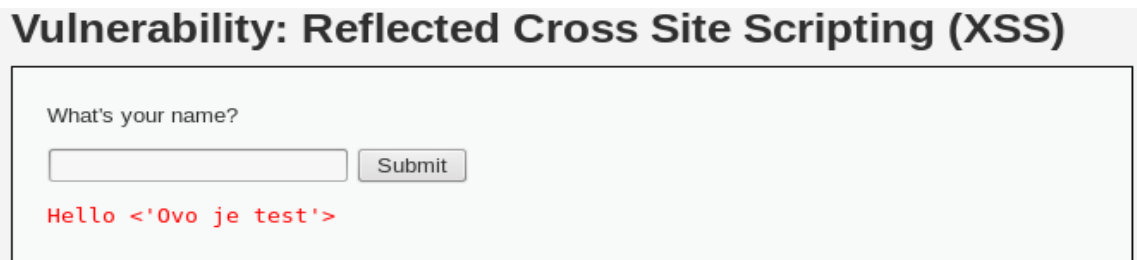 Vulnerability: Reflected Cross Site Scripting (XSS)
What's your name?
Submit
Hello <'Ovo je test'>